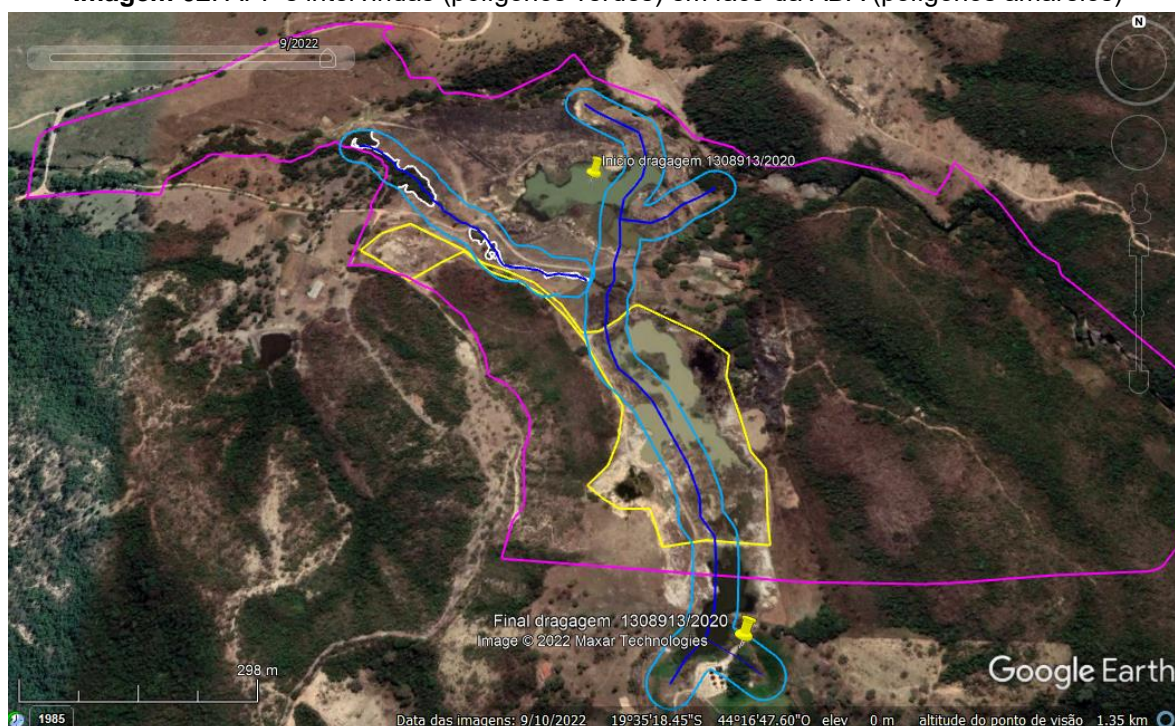 Imagem 02: APP's intervindas (polígonos verdes) em face da ADA (polígonos amarelos)
9/2022
N
Início dragagem 1308913/2020
Final dragagem 1308913/2020
Image © 2022 Maxar Technologies
298 m
Google Earth
1985
Data das imagens: 9/10/2022 19°35'18.45"S 44°16'47.60"O elev 0 m altitude do ponto de visão 1.35 km